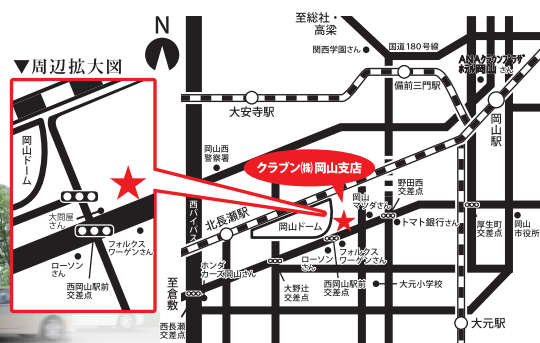 ▼周辺拡大図
岡山ドーム
大問屋
さん
フォルクス
ワーゲンさん
ローソン
さん
西岡山駅前
交差点
N
至総社・
高梁
関西学園さん
国道180号線
ANAクラウンプラザ
ホテル岡山さん
備前三門駅
大安寺駅
岡山駅
岡山西
警察署
クラブン㈱岡山支店
野田西
交差点
岡山
マツダさん
西バイパス
北長瀬駅
岡山ドーム
トマト銀行さん
厚生町
交差点
岡山
市役所
ホンダ
カーズ岡山さん
ローソン
さん
フォルクス
ワーゲンさん
至倉敷
大野辻
交差点
西岡山駅前
交差点
大元小学校
西長瀬
交差点
大元駅